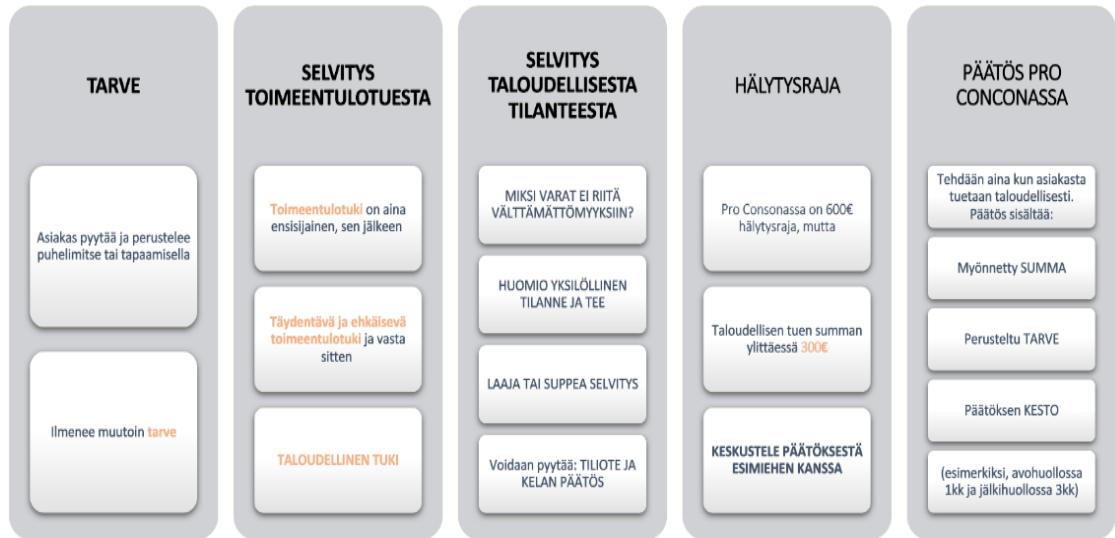 TARVE
Asiakas pyytää ja perustelee
puhelimitse tai tapaamisella
Ilmenee muutoin tarve
SELVITYS
TOIMEENTULOTUESTA
Toimeentulotuki on aina
ensisijainen, sen jälkeen
Täydentävä ja ehkäisevä
toimeentulotuki ja vasta
sitten
TALOUDELLINEN TUKI
SELVITYS
TALOUDELLISESTA
TILANTEESTA
MIKSI VARAT EI RIITÄ
VÄLTTÄMÄTTÖMYYKSIIN?
HUOMIO YKSILÖLLINEN
TILANNE JA TEE
LAAJA TAI SUPPEA SELVITYS
Voidaan pyytää: TILIOTE JA
KELAN PÄÄTÖS
HÄLYTYSRAJA
Pro Consonassa on 600€
hälytysraja, mutta
Taloudellisen tuen summan
ylittäessä 300€
KESKUSTELE PÄÄTÖKSESTÄ
ESIMIEHEN KANSSA
PÄÄTÖS PRO
CONCONASSA
Tehdään aina kun asiakasta
tuetaan taloudellisesti.
Päätös sisältää:
Myönnetty SUMMA
Perusteltu TARVE
Päätöksen KESTO
(esimerkiksi, avohuollossa
1kk ja jälkihuollossa 3kk)